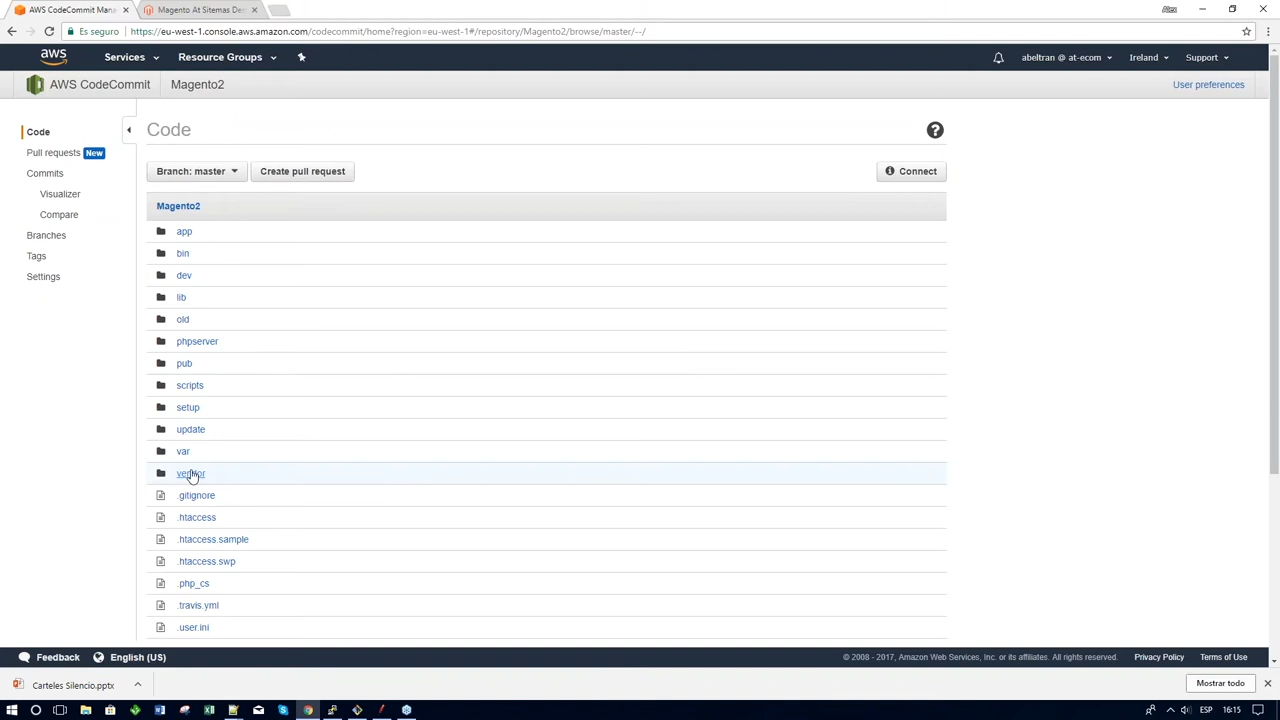 AWS CodeCommit Man
Magento At Sitemas De
Alex
Es seguro
https://eu-west-1.console.aws.amazon.com/codecommit/home?region=eu-west-1#/repository/Magento2/browse/master/--/
aws
Services
Resource Groups
abeltran @ at-ecom
Ireland
Support
AWS CodeCommit
Magento2
User preferences
Code
Pull requests New
Commits
Visualizer
Compare
Branches
Tags
Settings
Code
?
Branch: master
Create pull request
Connect
Magento2
app
bin
dev
lib
old
phpserver
pub
scripts
setup
update
var
vendor
.gitignore
.htaccess
.htaccess.sample
.htaccess.swp
.php_cs
.travis.yml
.user.ini
Feedback
English (US)
© 2008 - 2017, Amazon Web Services, Inc. or its affiliates. All rights reserved.
Privacy Policy
Terms of Use
Carteles Silencio.pptx
Mostrar todo
ESP
16:15